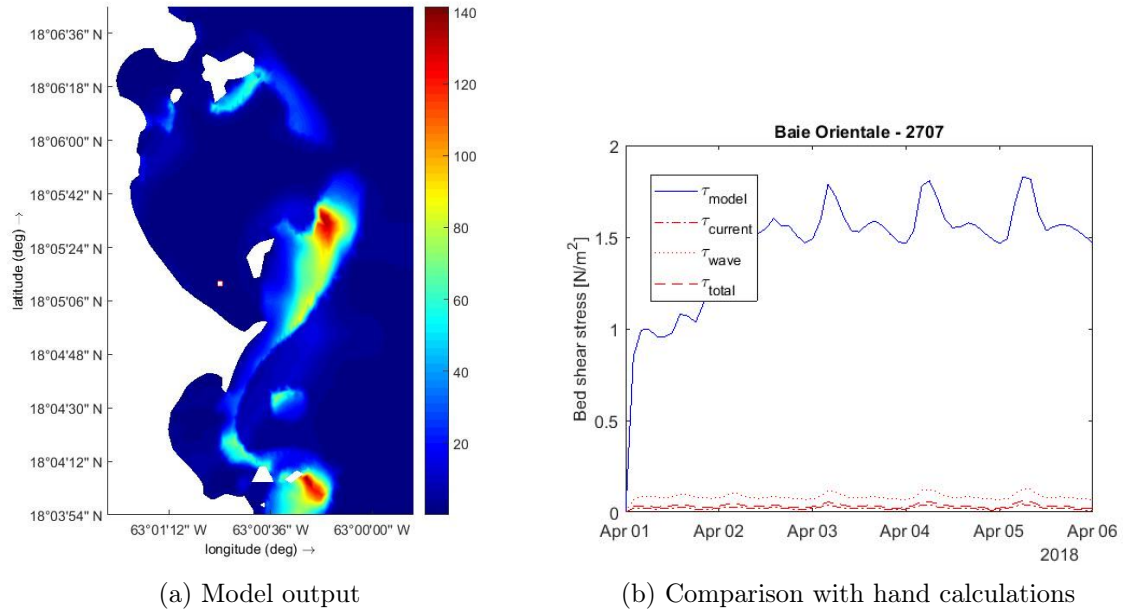 18°06'36" N
18°06'18" N
18°06'00" N
18°05'42" N
18°05'24" N
18°05'06" N
18°04'48" N
18°04'30" N
18°04'12" N
18°03'54" N
latitude (deg) →
63°01'12" W
63°00'36" W
63°00'00" W
longitude (deg) →
140
120
100
80
60
40
20
(a) Model output
Baie Orientale - 2707
2
1.5
1
0.5
0
Bed shear stress [N/m²]
τmodel
τcurrent
τwave
τtotal
Apr 01
Apr 02
Apr 03
Apr 04
Apr 05
Apr 06
2018
(b) Comparison with hand calculations